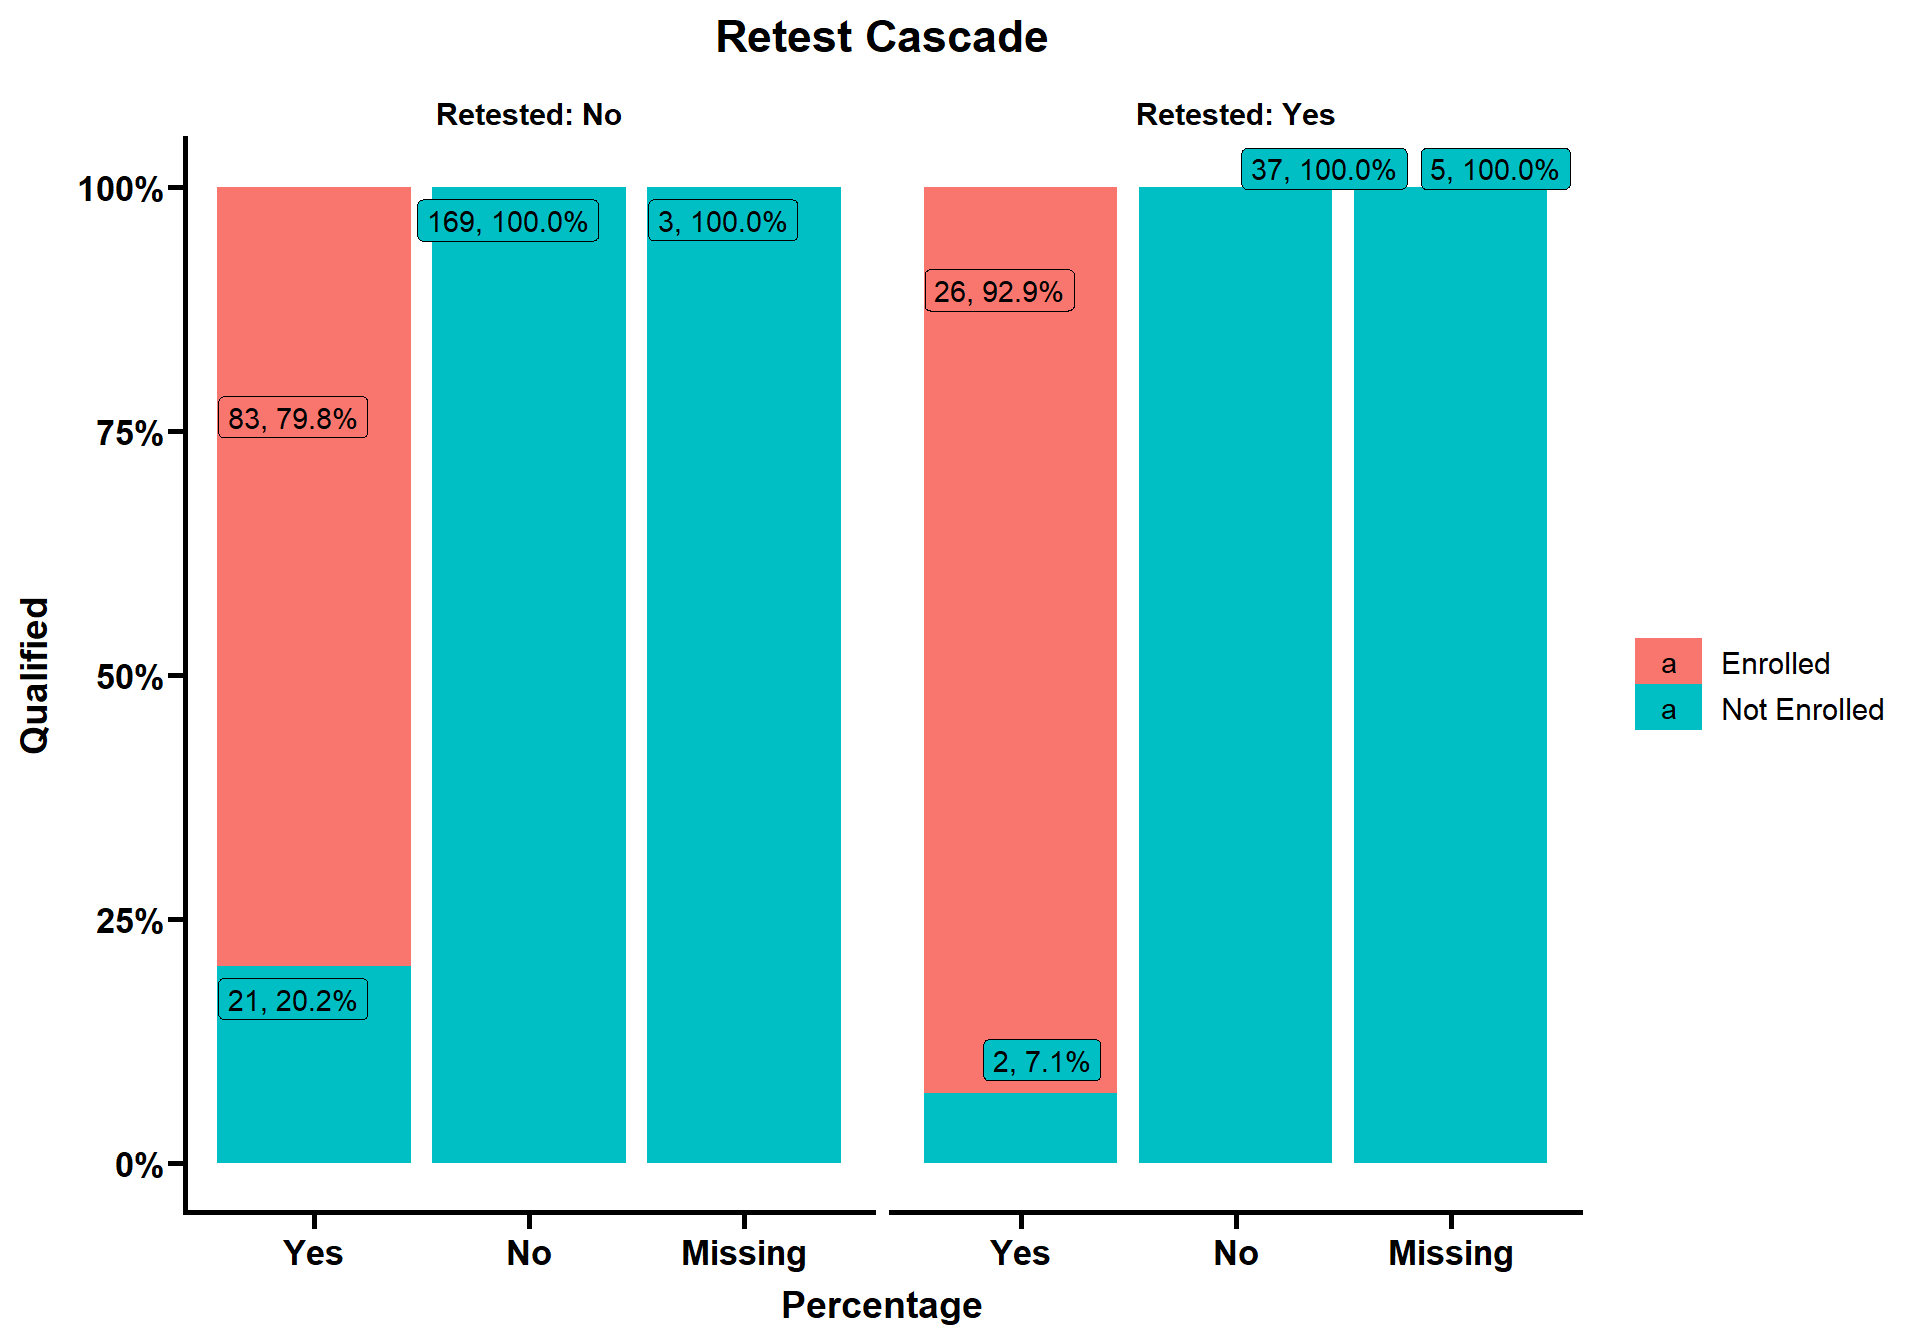 Retest Cascade
Retested: No
Retested: Yes
100%
75%
50%
25%
0%
Qualified
169, 100.0%
3, 100.0%
83, 79.8%
21, 20.2%
37, 100.0%
5, 100.0%
26, 92.9%
2, 7.1%
a Enrolled
a Not Enrolled
Yes
No
Missing
Yes
No
Missing
Percentage